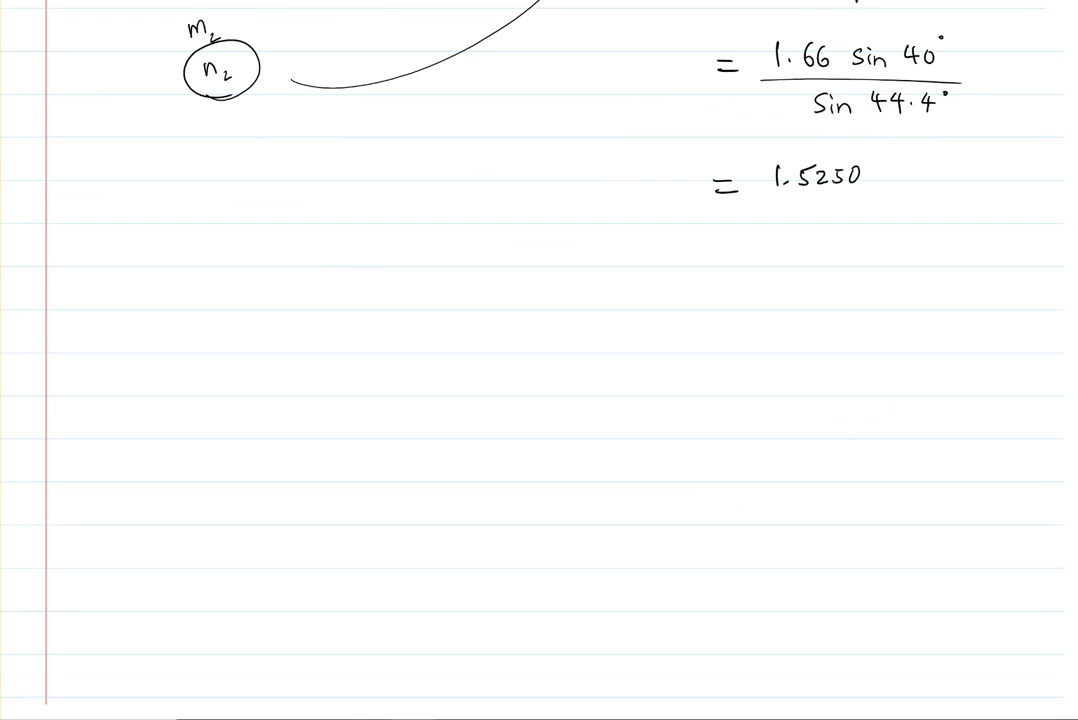 m₂
n₂
= 1.66 sin 40°
sin 44.4°
= 1.5250